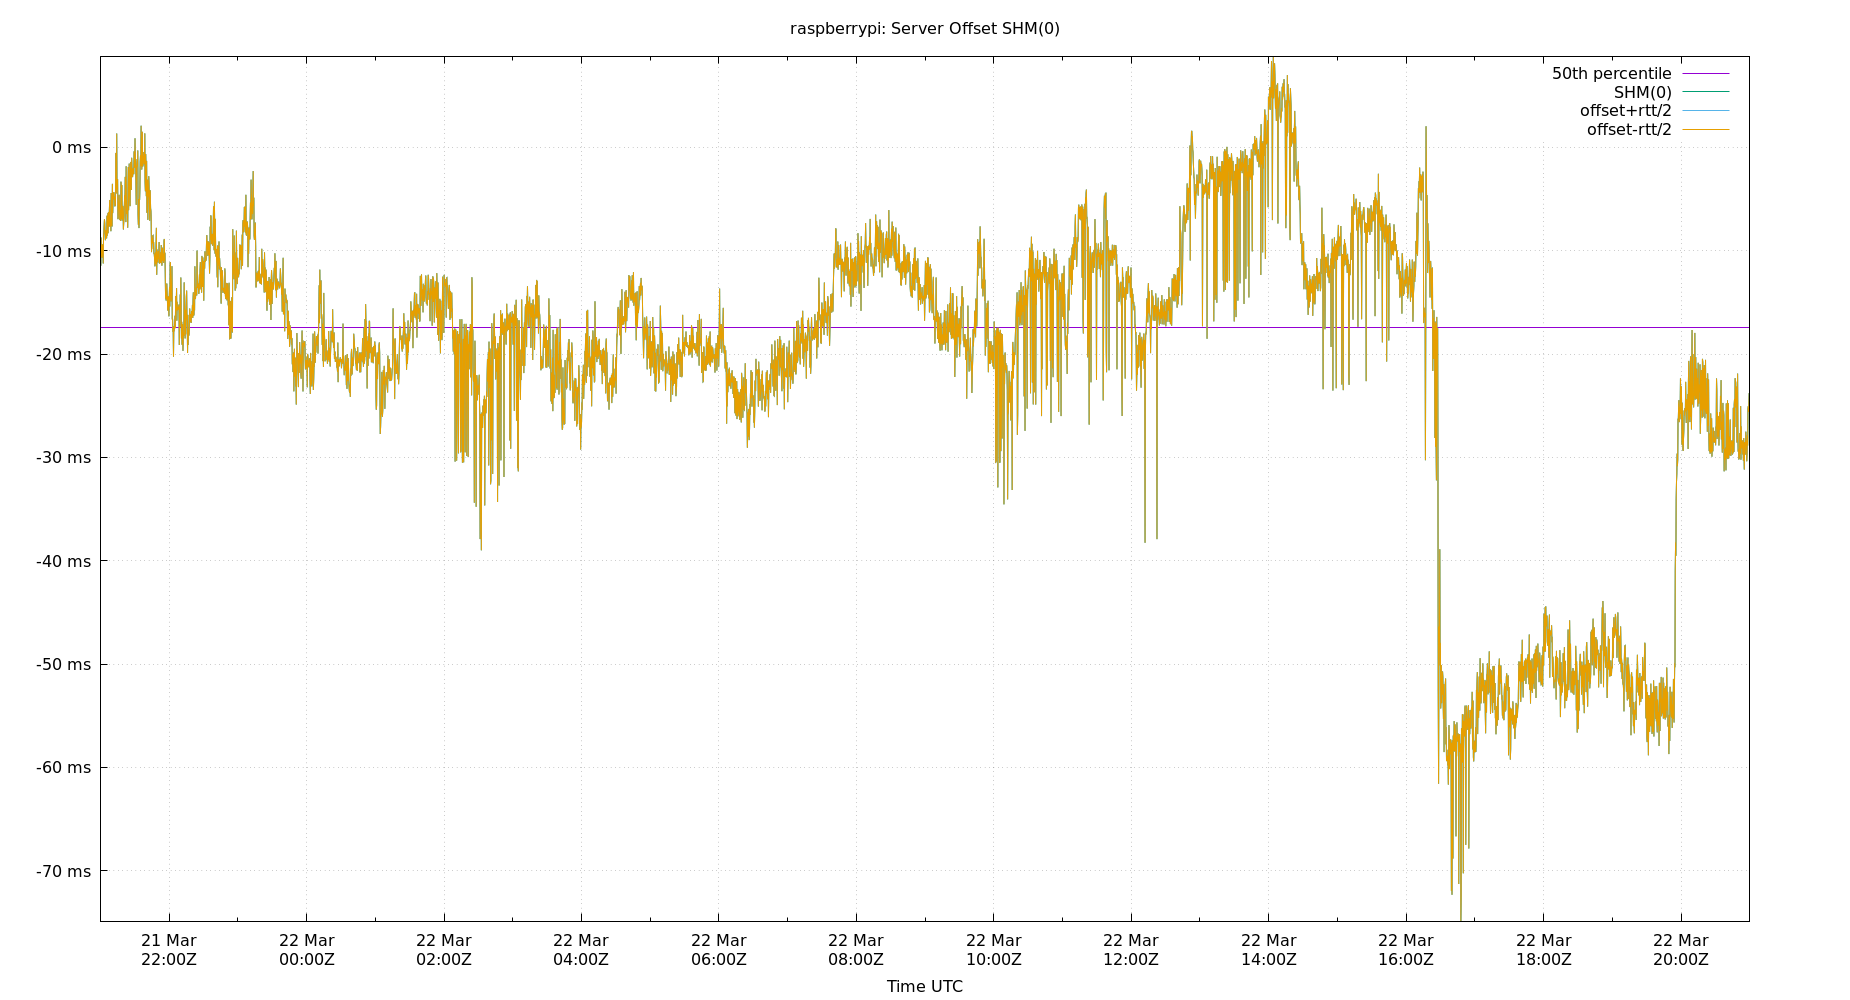 raspberrypi: Server Offset SHM(0)
50th percentile
SHM(0)
offset+rtt/2
offset-rtt/2
0 ms
-10 ms
-20 ms
-30 ms
-40 ms
-50 ms
-60 ms
-70 ms
21 Mar 22 Mar 22 Mar 22 Mar 22 Mar 22 Mar 22 Mar 22 Mar 22 Mar 22 Mar 22 Mar 22 Mar
22:00Z 00:00Z 02:00Z 04:00Z 06:00Z 08:00Z 10:00Z 12:00Z 14:00Z 16:00Z 18:00Z 20:00Z
Time UTC